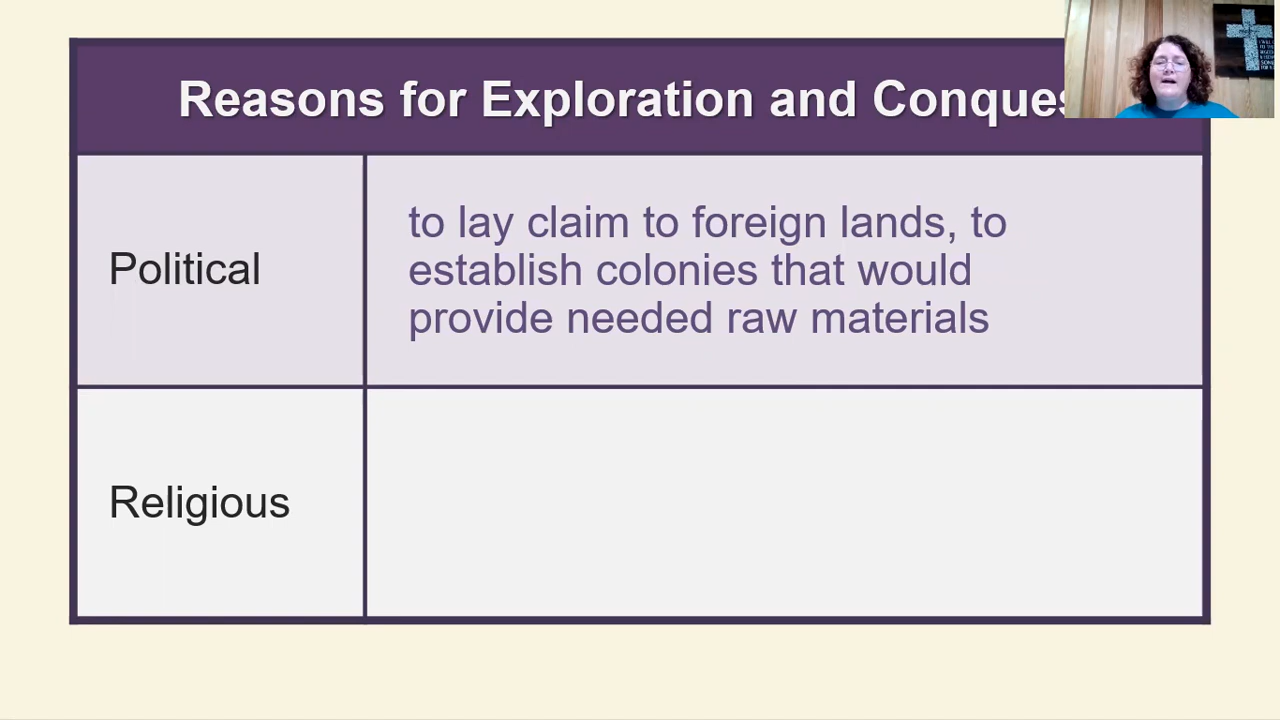 Reasons for Exploration and
Political
to lay claim to foreign lands, to
establish colonies that would
provide needed raw materials
Religious